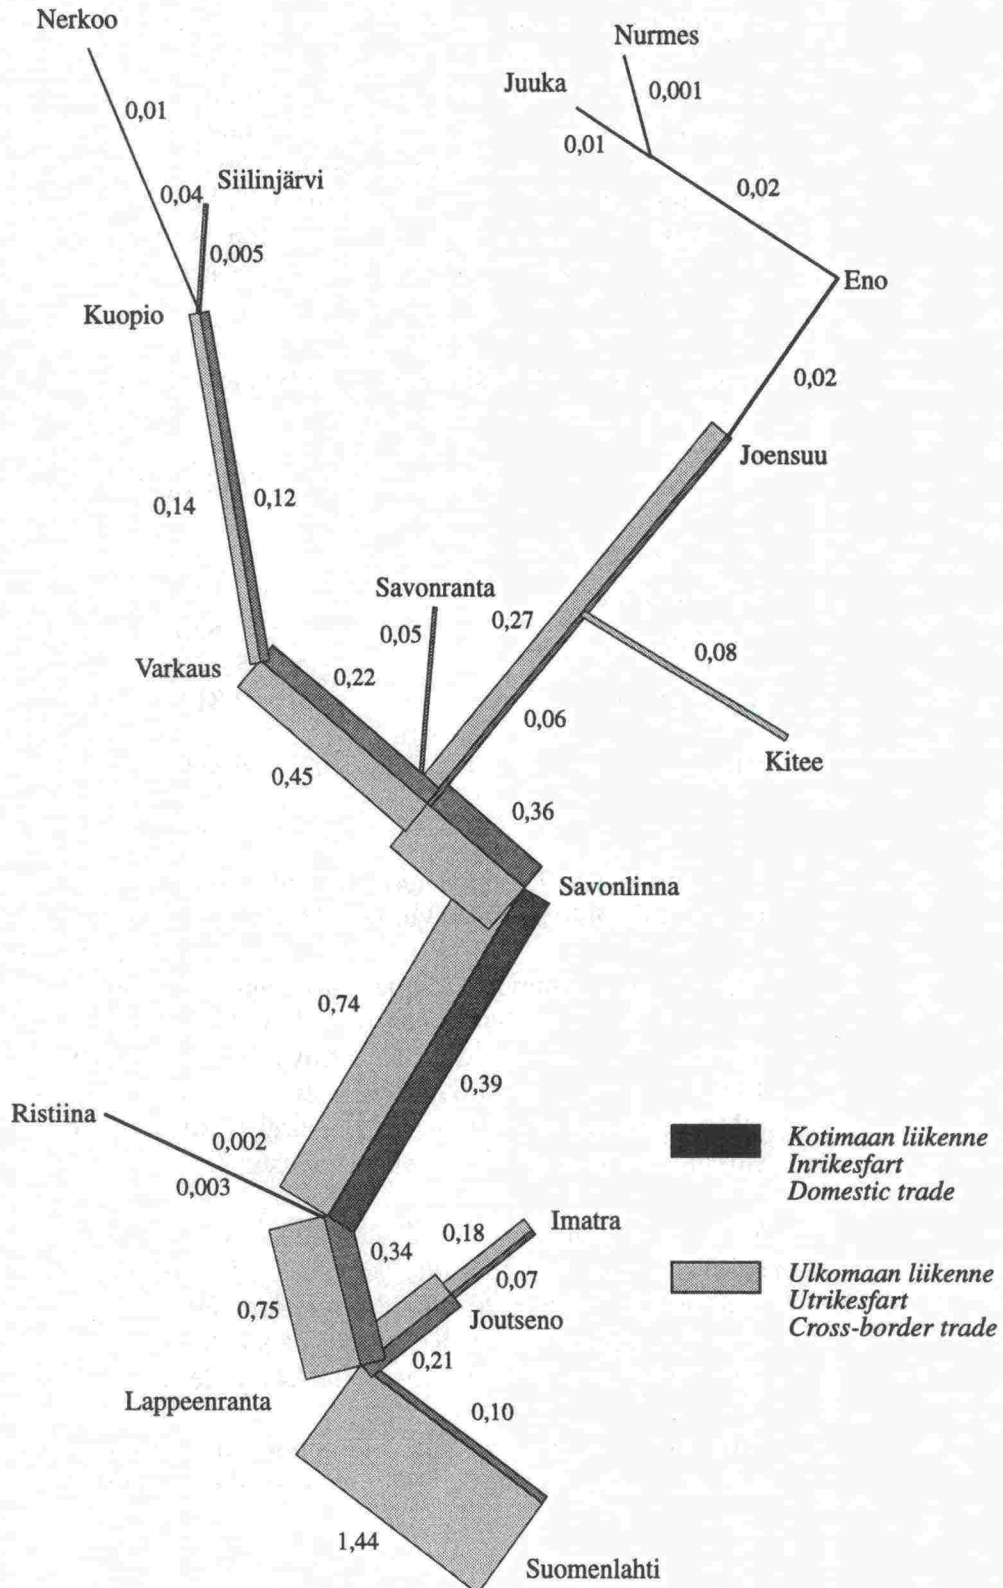 Nerkoo
Nurmes
Juuka
0,001
0,01
0,01
Siilinjärvi
0,04
0,02
0,005
Eno
Kuopio
0,02
Joensuu
0,14
0,12
Savonranta
0,27
0,05
0,08
Varkaus
0,22
0,06
Kitee
0,45
0,36
Savonlinna
0,74
0,39
Ristiina
0,002
0,003
Kotimaan liikenne
Inrikesfart
Domestic trade
Imatra
0,18
0,34
0,07
0,75
Joutseno
Ulkomaan liikenne
Utrikesfart
Cross-border trade
0,21
Lappeenranta
0,10
1,44
Suomenlahti